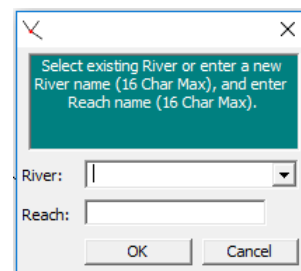 Select existing River or enter a new
River name (16 Char Max), and enter
Reach name (16 Char Max).
River:
Reach:
OK Cancel